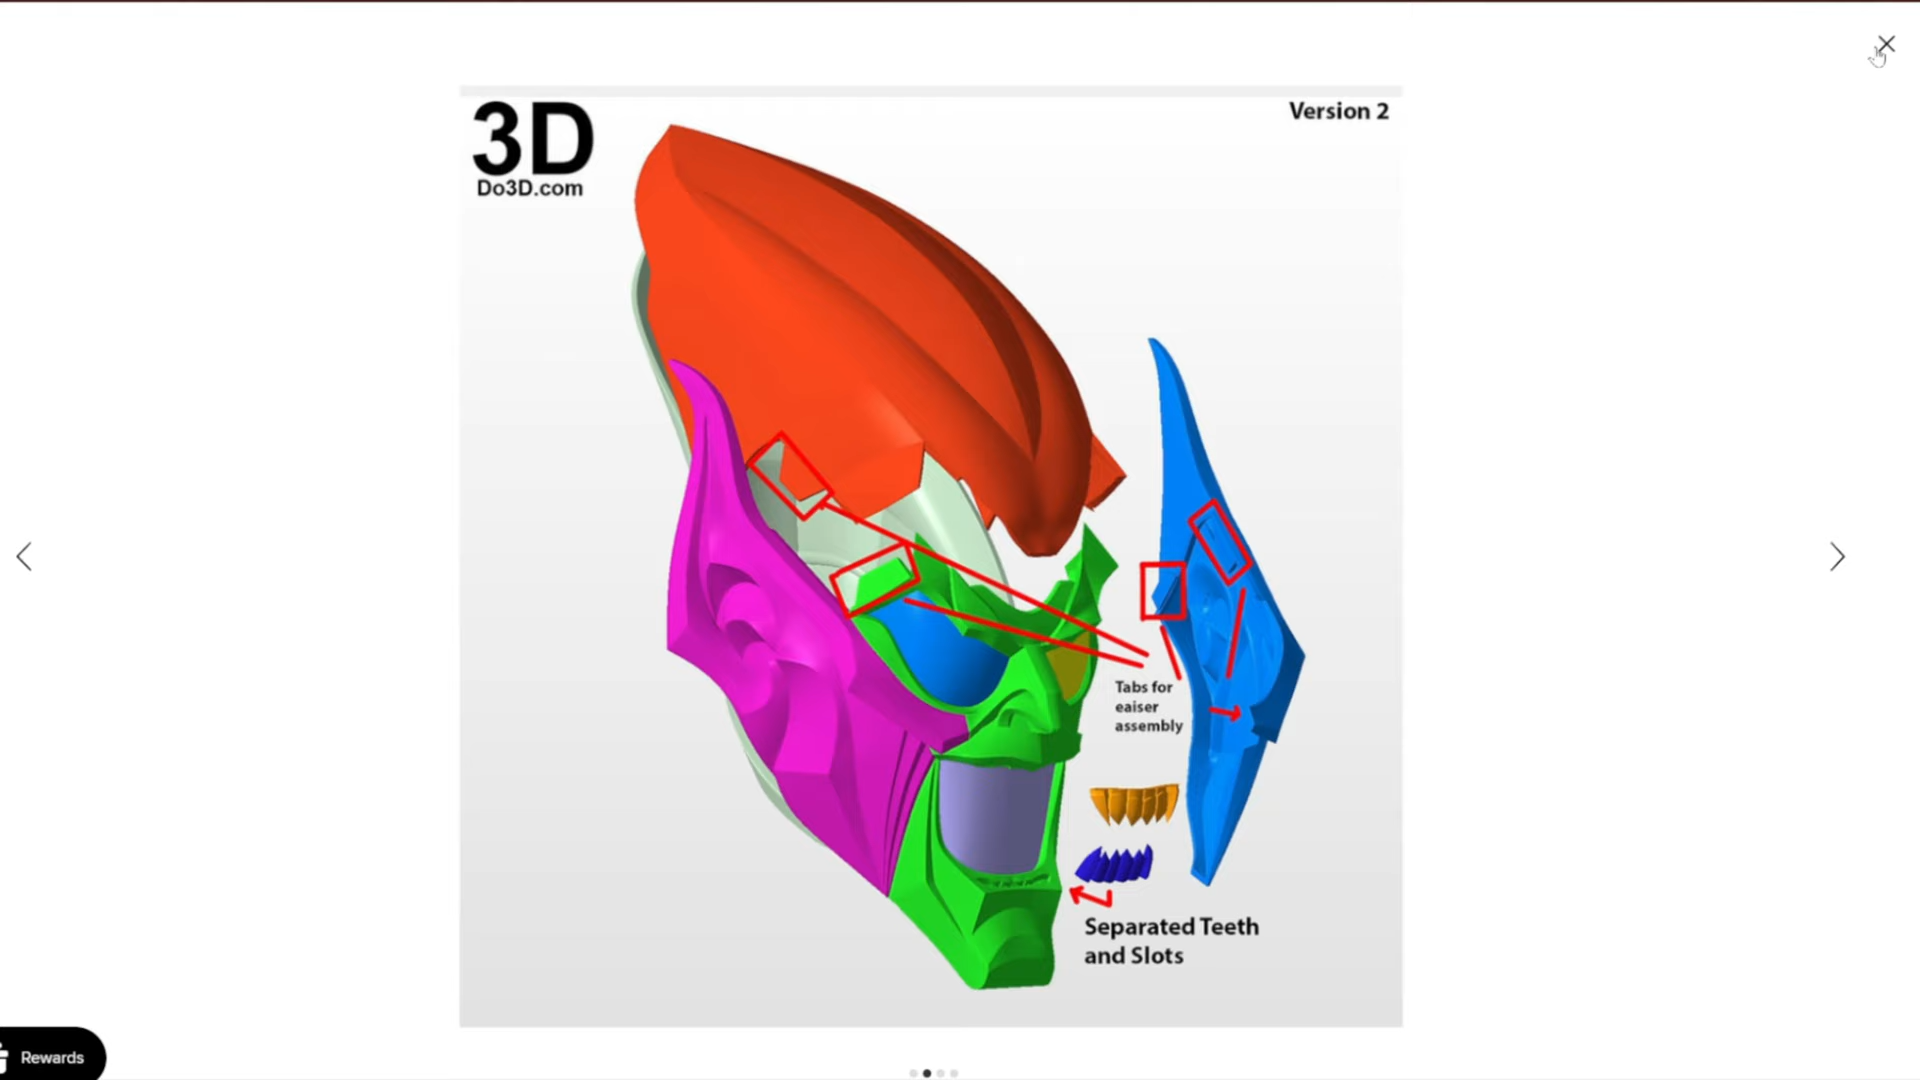 3D
Do3D.com
Version 2
Tabs for
eaiser
assembly
Separated Teeth
and Slots
Rewards